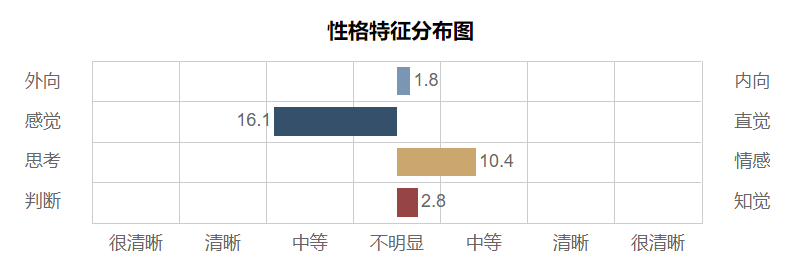 性格特征分布图
外向 1.8 内向
感觉 16.1 直觉
思考 10.4 情感
判断 2.8 知觉
很清晰 清晰 中等 不明显 中等 清晰 很清晰